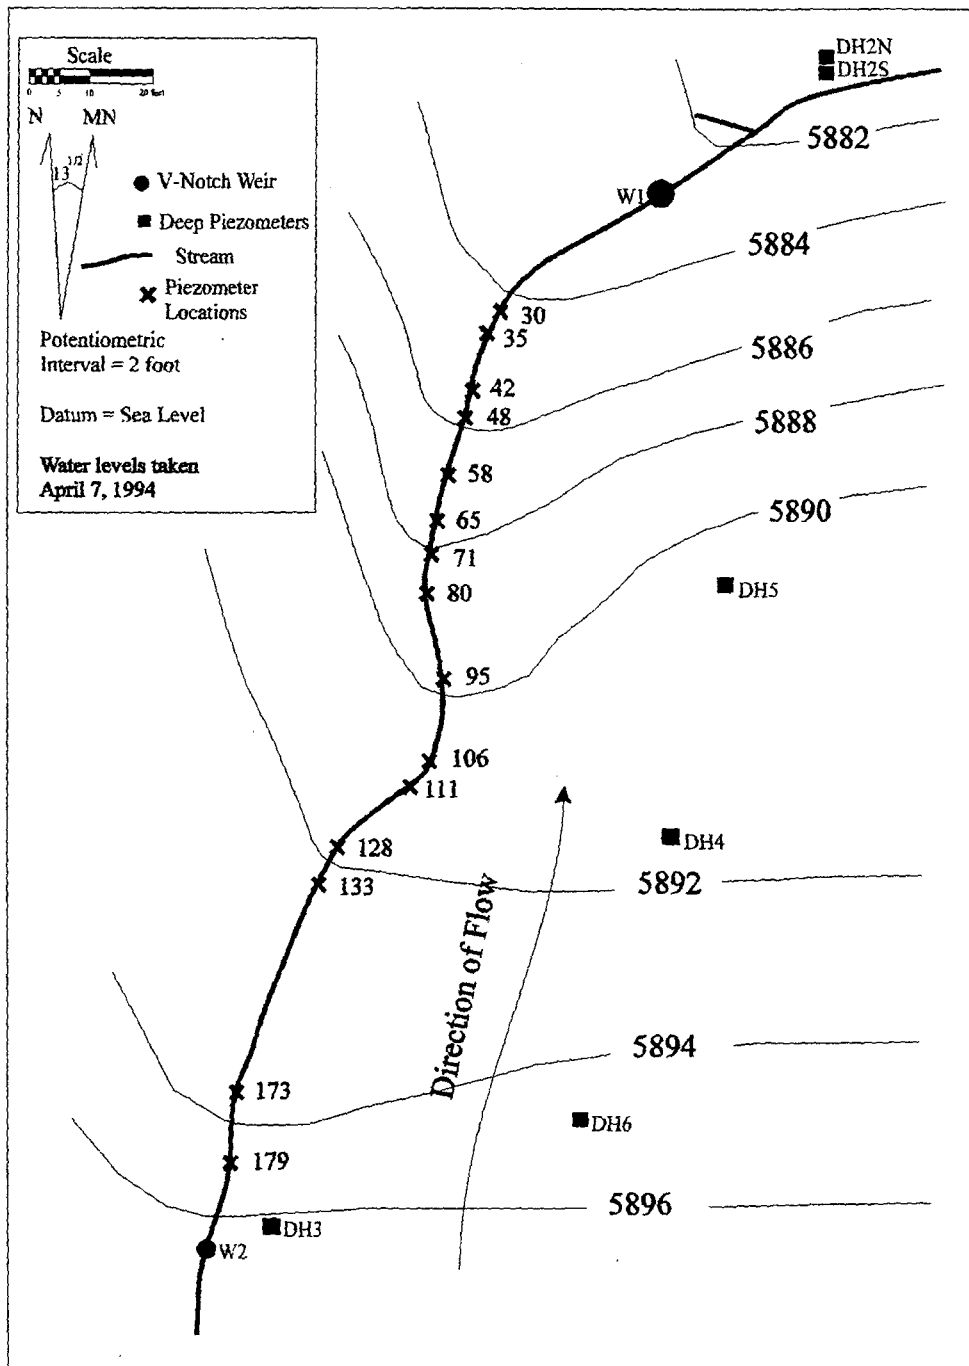 Scale
0 5 10 20 feet
N MN
13 1/2
V-Notch Weir
Deep Piezometers
Stream
Piezometer
Locations
Potentiometric
Interval = 2 foot
Datum = Sea Level
Water levels taken
April 7, 1994
DH2N
DH2S
5882
W1
5884
30
35
5886
42
48
5888
58
5890
65
71
80
DH5
95
106
111
DH4
128
5892
133
Direction of Flow
5894
173
DH6
179
5896
DH3
W2